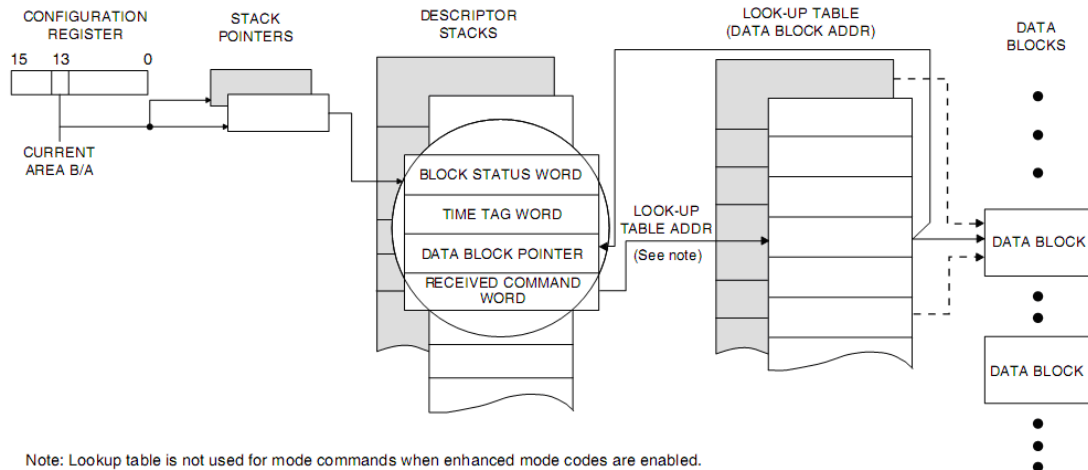 CONFIGURATION
REGISTER
15 13 0
CURRENT
AREA B/A
STACK
POINTERS
DESCRIPTOR
STACKS
BLOCK STATUS WORD
TIME TAG WORD
DATA BLOCK POINTER
RECEIVED COMMAND
WORD
LOOK-UP
TABLE ADDR
(See note)
LOOK-UP TABLE
(DATA BLOCK ADDR)
DATA
BLOCKS
DATA BLOCK
DATA BLOCK
Note: Lookup table is not used for mode commands when enhanced mode codes are enabled.